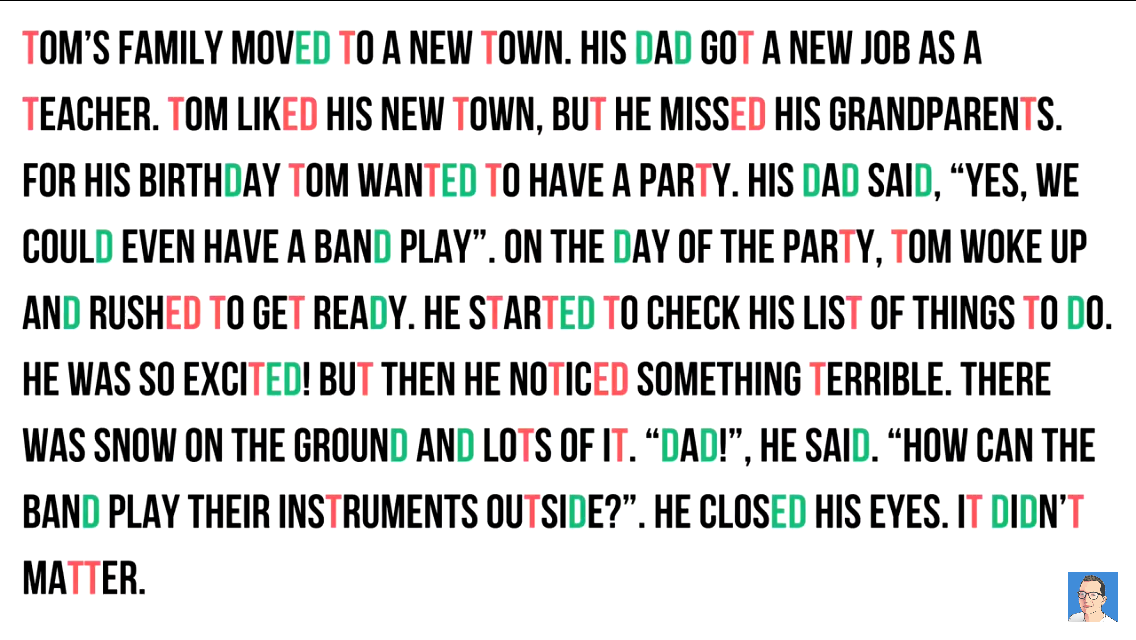 TOM'S FAMILY MOVED TO A NEW TOWN. HIS DAD GOT A NEW JOB AS A
TEACHER. TOM LIKED HIS NEW TOWN, BUT HE MISSED HIS GRANDPARENTS.
FOR HIS BIRTHDAY TOM WANTED TO HAVE A PARTY. HIS DAD SAID, “YES, WE
COULD EVEN HAVE A BAND PLAY”. ON THE DAY OF THE PARTY, TOM WOKE UP
AND RUSHED TO GET READY. HE STARTED TO CHECK HIS LIST OF THINGS TO DO.
HE WAS SO EXCITED! BUT THEN HE NOTICED SOMETHING TERRIBLE. THERE
WAS SNOW ON THE GROUND AND LOTS OF IT. “DAD!”, HE SAID. “HOW CAN THE
BAND PLAY THEIR INSTRUMENTS OUTSIDE?”. HE CLOSED HIS EYES. IT DIDN’T
MATTER.